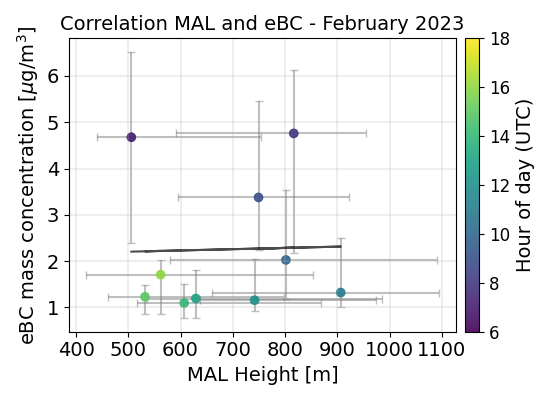 Correlation MAL and eBC - February 2023
eBC mass concentration [μg/m³]
6
5
4
3
2
1
400 500 600 700 800 900 1000 1100
MAL Height [m]
18
16
14
12
10
8
6
Hour of day (UTC)